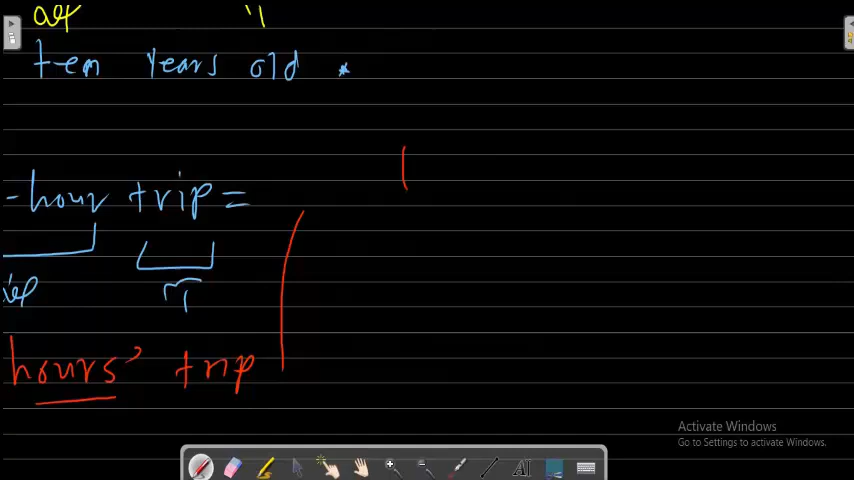 ten years old
-hour trip =
hours' trip
Activate Windows
Go to Settings to activate Windows.